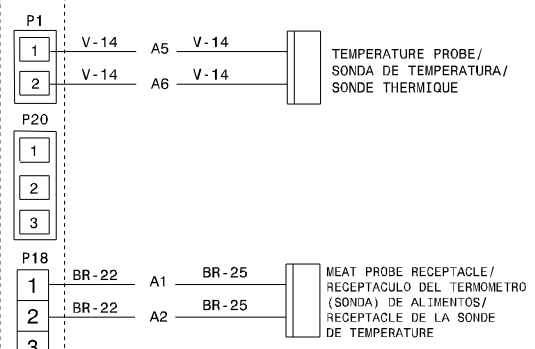 P1
1 V-14 A5 V-14
2 V-14 A6 V-14
TEMPERATURE PROBE/
SONDA DE TEMPERATURA/
SONDE THERMIQUE
P20
1
2
3
P18
1 BR-22 A1 BR-25
2 BR-22 A2 BR-25
3
MEAT PROBE RECEPTACLE/
RECEPTACULO DEL TERMOMETRO
(SONDA) DE ALIMENTOS/
RECEPTACLE DE LA SONDE
DE TEMPERATURE